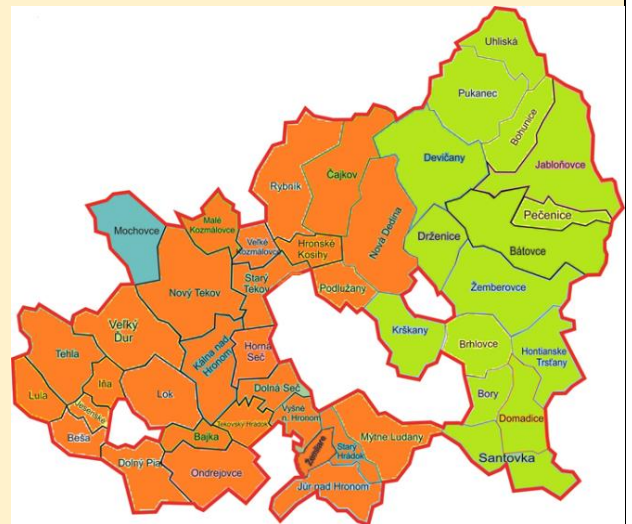 Uhliská
Pukanec
Bohunice
Devičany
Jabloňovce
Čajkov
Rybník
Pečenice
Mochovce
Malé
Kozmálovce
Nová Dedina
Drženice
Veľké
Kozmálovce
Hronské
Kosihy
Bátovce
Starý
Tekov
Podlužany
Žemberovce
Nový Tekov
Veľký
Ďur
Krškany
Horná
Seč
Brhlovce
Hontianske
Trsťany
Tehla
Kálna nad
Hronom
Iňa
Lok
Dolná Seč
Bory
Lula
Jesenské
Vyšné
n. Hronom
Domadice
Tekovský Hrádok
Beša
Bajka
Mýtne Ludany
Starý
Hrádok
Žemliare
Santovka
Dolný Pial
Ondrejovce
Jur nad Hronom